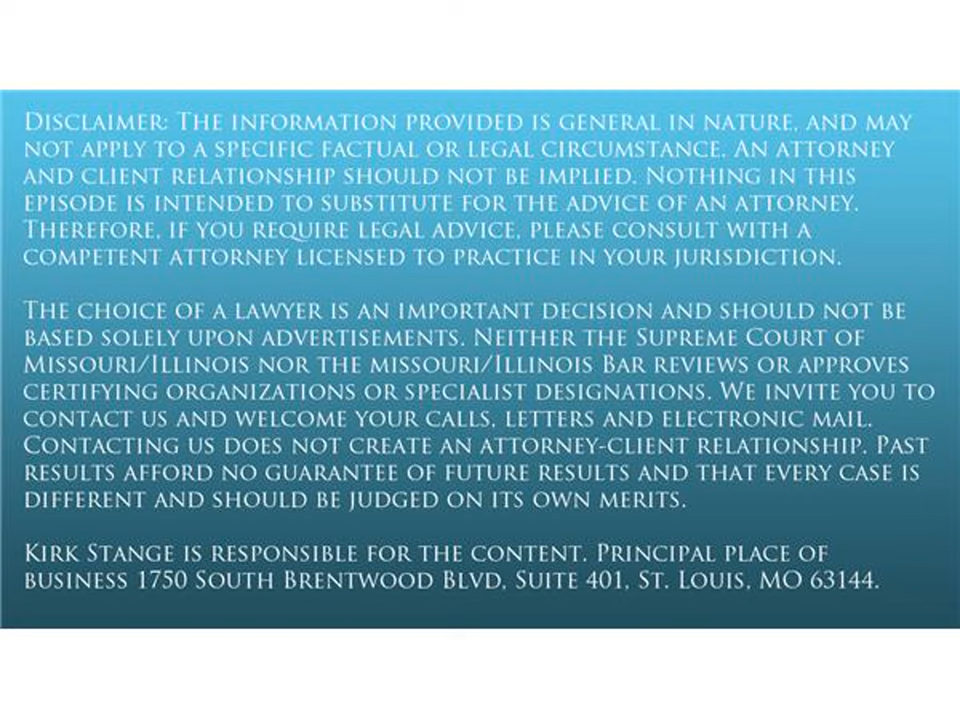 Disclaimer: The information provided is general in nature, and may
not apply to a specific factual or legal circumstance. An attorney
and client relationship should not be implied. Nothing in this
episode is intended to substitute for the advice of an attorney.
Therefore, if you require legal advice, please consult with a
competent attorney licensed to practice in your jurisdiction.
The choice of a lawyer is an important decision and should not be
based solely upon advertisements. Neither the Supreme Court of
Missouri/Illinois nor the missouri/Illinois Bar reviews or approves
certifying organizations or specialist designations. We invite you to
contact us and welcome your calls, letters and electronic mail.
Contacting us does not create an attorney-client relationship. Past
results afford no guarantee of future results and that every case is
different and should be judged on its own merits.
Kirk Stange is responsible for the content. Principal place of
business 1750 South Brentwood Blvd, Suite 401, St. Louis, MO 63144.